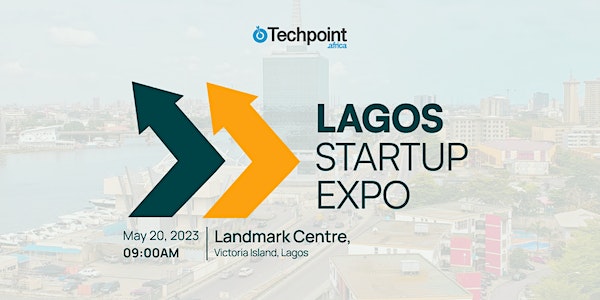 Techpoint
.africa
LAGOS
STARTUP
EXPO
May 20, 2023
09:00AM
Landmark Centre,
Victoria Island, Lagos